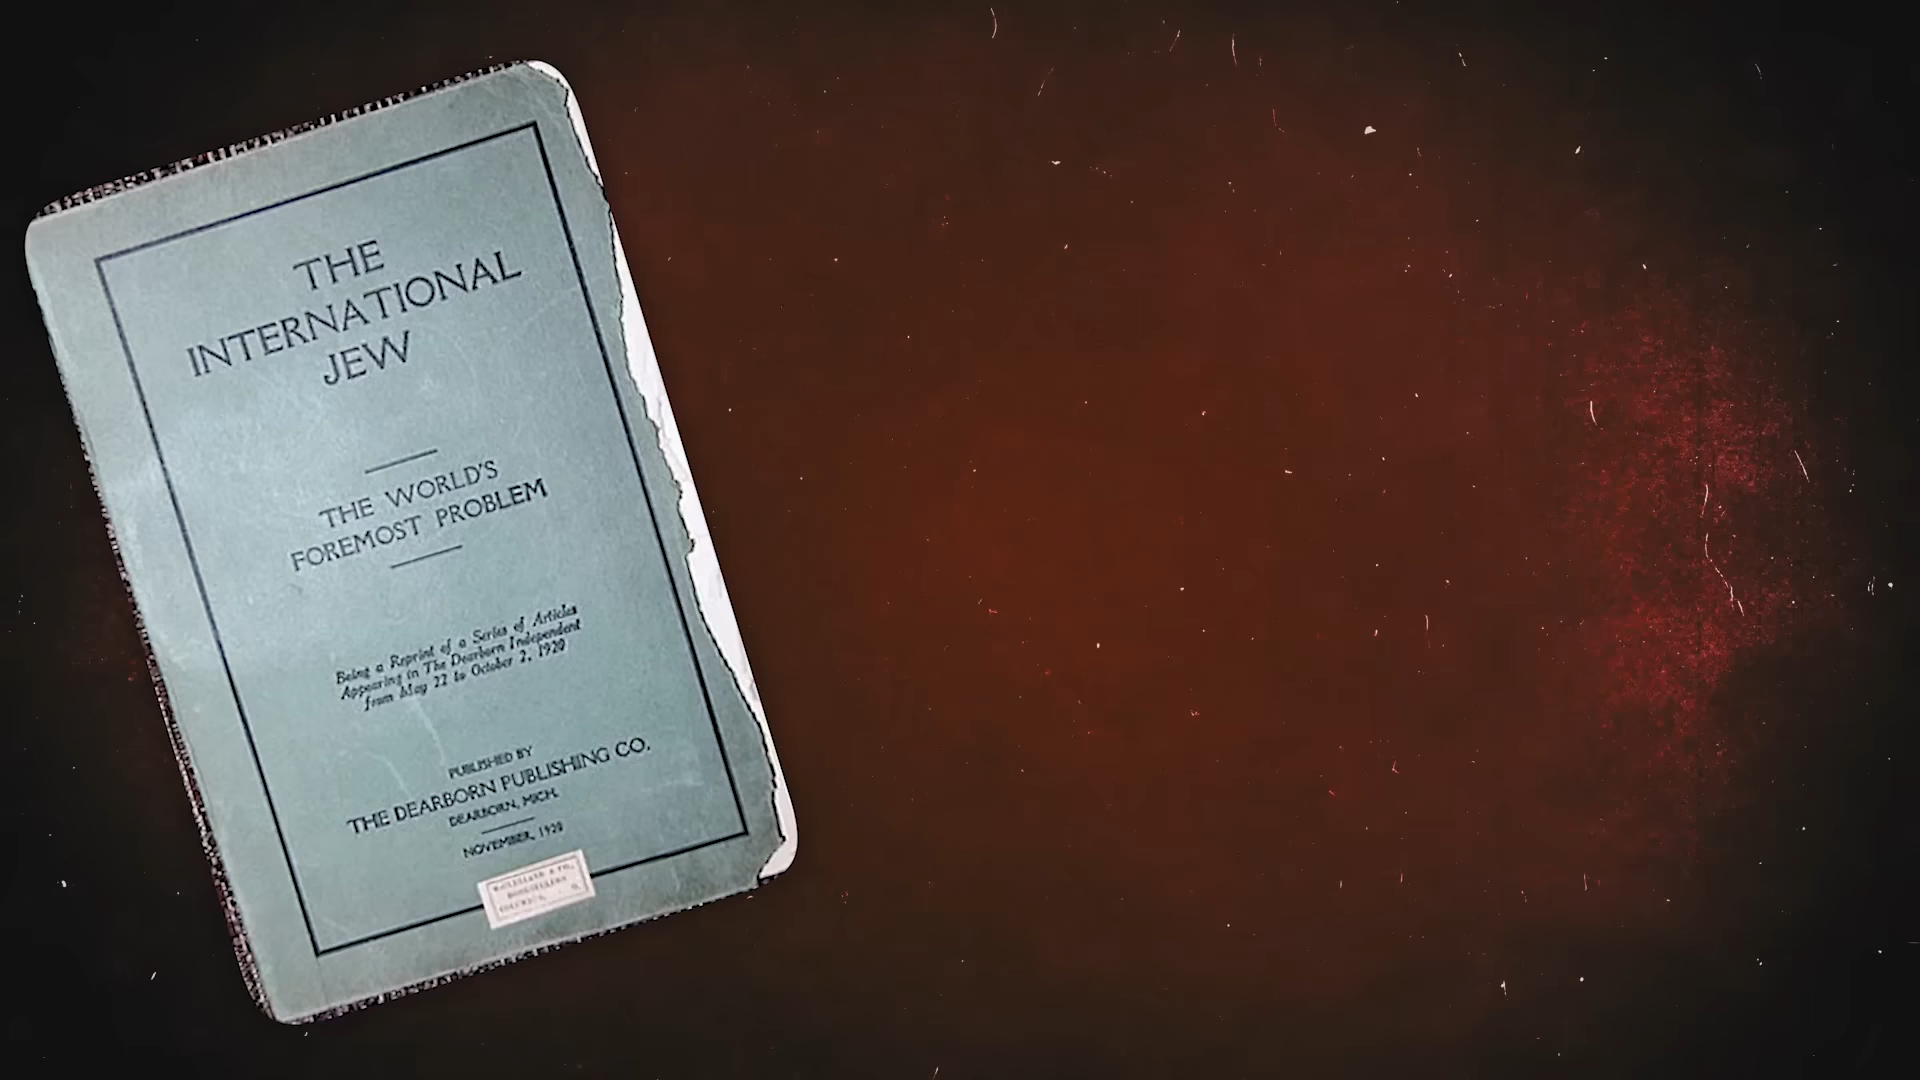 THE
INTERNATIONAL
JEW
THE WORLD'S
FOREMOST PROBLEM
Being a Reprint of a Series of Articles
Appearing in The Dearborn Independent
from May 22 to October 2, 1920
PUBLISHED BY
THE DEARBORN PUBLISHING CO.
DEARBORN, MICH.
NOVEMBER, 1920